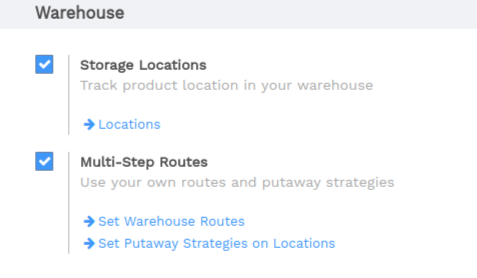 Warehouse
Storage Locations
Track product location in your warehouse
Locations
Multi-Step Routes
Use your own routes and putaway strategies
Set Warehouse Routes
Set Putaway Strategies on Locations